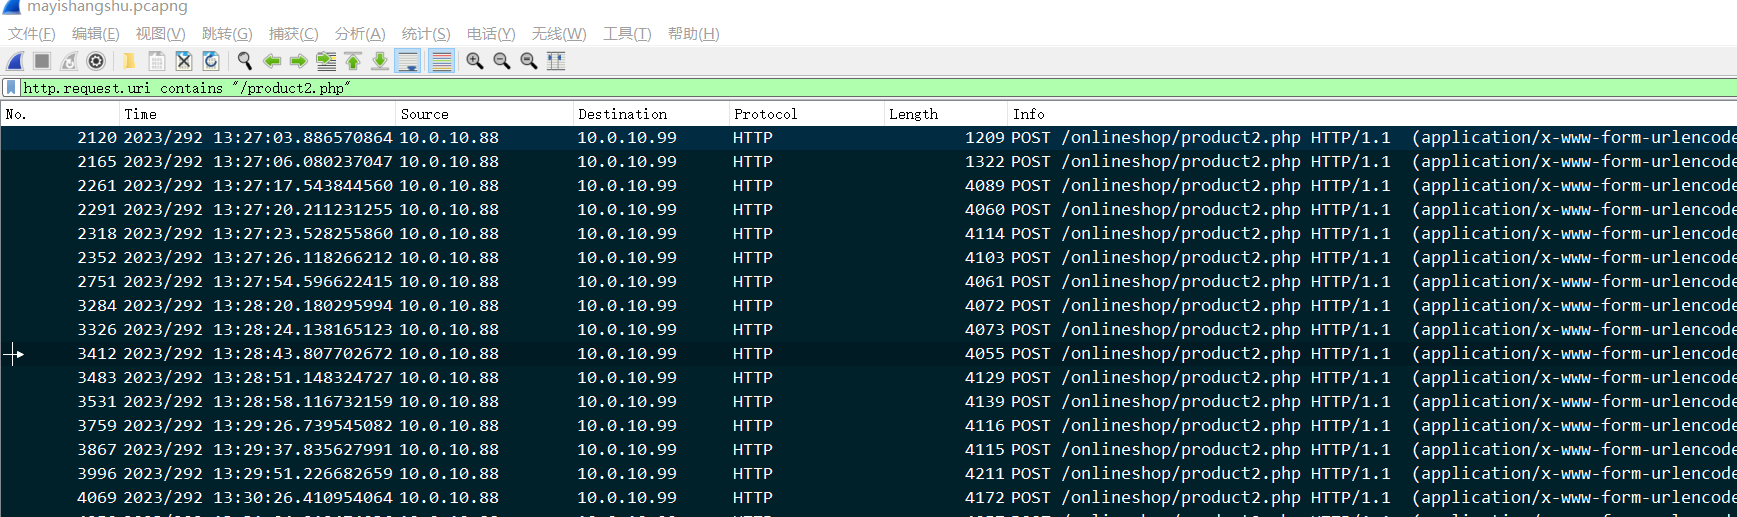 mayishangshu.pcapng
文件(F) 编辑(E) 视图(V) 跳转(G) 捕获(C) 分析(A) 统计(S) 电话(Y) 无线(W) 工具(T) 帮助(H)
http.request.uri contains "/product2.php"
No. Time Source Destination Protocol Length Info
2120 2023/292 13:27:03.886570864 10.0.10.88 10.0.10.99 HTTP 1209 POST /onlineshop/product2.php HTTP/1.1 (application/x-www-form-urlencode
2165 2023/292 13:27:06.080237047 10.0.10.88 10.0.10.99 HTTP 1322 POST /onlineshop/product2.php HTTP/1.1 (application/x-www-form-urlencode
2261 2023/292 13:27:17.543844560 10.0.10.88 10.0.10.99 HTTP 4089 POST /onlineshop/product2.php HTTP/1.1 (application/x-www-form-urlencode
2291 2023/292 13:27:20.211231255 10.0.10.88 10.0.10.99 HTTP 4060 POST /onlineshop/product2.php HTTP/1.1 (application/x-www-form-urlencode
2318 2023/292 13:27:23.528255860 10.0.10.88 10.0.10.99 HTTP 4114 POST /onlineshop/product2.php HTTP/1.1 (application/x-www-form-urlencode
2352 2023/292 13:27:26.118266212 10.0.10.88 10.0.10.99 HTTP 4103 POST /onlineshop/product2.php HTTP/1.1 (application/x-www-form-urlencode
2751 2023/292 13:27:54.596622415 10.0.10.88 10.0.10.99 HTTP 4061 POST /onlineshop/product2.php HTTP/1.1 (application/x-www-form-urlencode
3284 2023/292 13:28:20.180295994 10.0.10.88 10.0.10.99 HTTP 4072 POST /onlineshop/product2.php HTTP/1.1 (application/x-www-form-urlencode
3326 2023/292 13:28:24.138165123 10.0.10.88 10.0.10.99 HTTP 4073 POST /onlineshop/product2.php HTTP/1.1 (application/x-www-form-urlencode
3412 2023/292 13:28:43.807702672 10.0.10.88 10.0.10.99 HTTP 4055 POST /onlineshop/product2.php HTTP/1.1 (application/x-www-form-urlencode
3483 2023/292 13:28:51.148324727 10.0.10.88 10.0.10.99 HTTP 4129 POST /onlineshop/product2.php HTTP/1.1 (application/x-www-form-urlencode
3531 2023/292 13:28:58.116732159 10.0.10.88 10.0.10.99 HTTP 4139 POST /onlineshop/product2.php HTTP/1.1 (application/x-www-form-urlencode
3759 2023/292 13:29:26.739545082 10.0.10.88 10.0.10.99 HTTP 4116 POST /onlineshop/product2.php HTTP/1.1 (application/x-www-form-urlencode
3867 2023/292 13:29:37.835627991 10.0.10.88 10.0.10.99 HTTP 4115 POST /onlineshop/product2.php HTTP/1.1 (application/x-www-form-urlencode
3996 2023/292 13:29:51.226682659 10.0.10.88 10.0.10.99 HTTP 4211 POST /onlineshop/product2.php HTTP/1.1 (application/x-www-form-urlencode
4069 2023/292 13:30:26.410954064 10.0.10.88 10.0.10.99 HTTP 4172 POST /onlineshop/product2.php HTTP/1.1 (application/x-www-form-urlencode